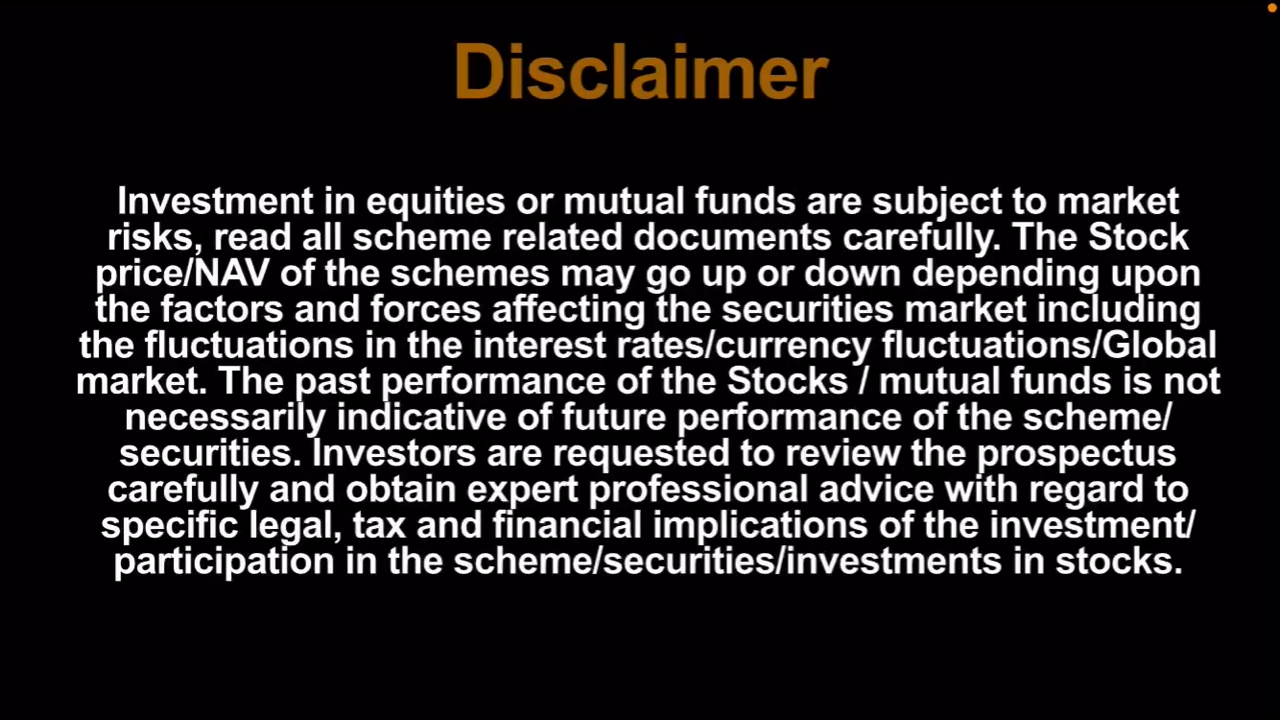 Disclaimer
Investment in equities or mutual funds are subject to market
risks, read all scheme related documents carefully. The Stock
price/NAV of the schemes may go up or down depending upon
the factors and forces affecting the securities market including
the fluctuations in the interest rates/currency fluctuations/Global
market. The past performance of the Stocks / mutual funds is not
necessarily indicative of future performance of the scheme/
securities. Investors are requested to review the prospectus
carefully and obtain expert professional advice with regard to
specific legal, tax and financial implications of the investment/
participation in the scheme/securities/investments in stocks.